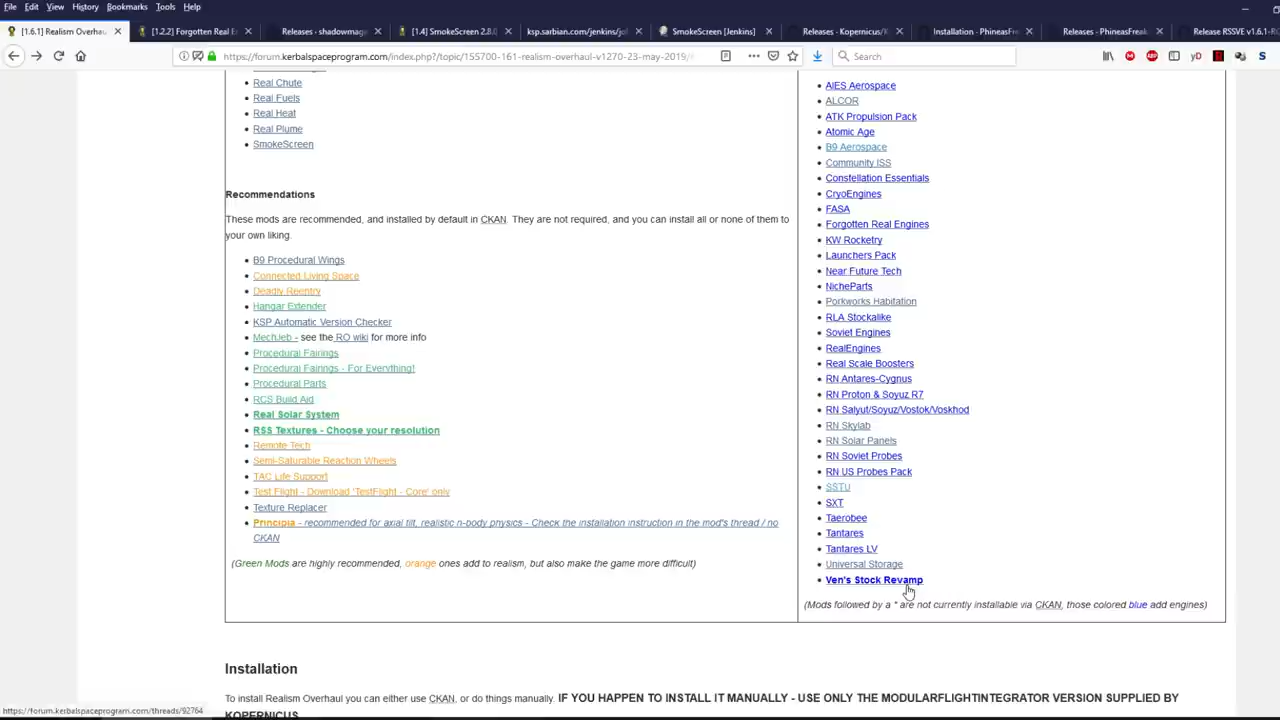 File Edit View History Bookmarks Tools Help
[1.6.1] Realism Overhau
[1.2.2] Forgotten Real E
Releases - shadowmage
[1.4] SmokeScreen 2.8.0
ksp.sarbian.com/jenkins/jo
SmokeScreen [Jenkins]
Releases - Kopernicus/K
Installation - PhineasFre
Releases - PhineasFreak
Release RSSVE v1.6.1-R
https://forum.kerbalspaceprogram.com/index.php?/topic/155700-161-realism-overhaul-v1270-23-may-2019/
Search
Real Chute
Real Fuels
Real Heat
Real Plume
SmokeScreen
Recommendations
These mods are recommended, and installed by default in CKAN. They are not required, and you can install all or none of them to
your own liking.
B9 Procedural Wings
Connected Living Space
Deadly Reentry
Hangar Extender
KSP Automatic Version Checker
MechJeb - see the RO wiki for more info
Procedural Fairings
Procedural Fairings - For Everything!
Procedural Parts
RCS Build Aid
Real Solar System
RSS Textures - Choose your resolution
Remote Tech
Semi-Saturable Reaction Wheels
TAC Life Support
Test Flight - Download 'TestFlight - Core' only
Texture Replacer
Principia - recommended for axial tilt, realistic n-body physics - Check the installation instruction in the mod's thread / no
CKAN
(Green Mods are highly recommended, orange ones add to realism, but also make the game more difficult)
AIES Aerospace
ALCOR
ATK Propulsion Pack
Atomic Age
B9 Aerospace
Community ISS
Constellation Essentials
CryoEngines
FASA
Forgotten Real Engines
KW Rocketry
Launchers Pack
Near Future Tech
NicheParts
Porkworks Habitation
RLA Stockalike
Soviet Engines
RealEngines
Real Scale Boosters
RN Antares-Cygnus
RN Proton & Soyuz R7
RN Salyut/Soyuz/Vostok/Voskhod
RN Skylab
RN Solar Panels
RN Soviet Probes
RN US Probes Pack
SSTU
SXT
Taerobee
Tantares
Tantares LV
Universal Storage
Ven's Stock Revamp
(Mods followed by a * are not currently installable via CKAN, those colored blue add engines)
Installation
To install Realism Overhaul you can either use CKAN, or do things manually. IF YOU HAPPEN TO INSTALL IT MANUALLY - USE ONLY THE MODULARFLIGHTINTEGRATOR VERSION SUPPLIED BY
KOPERNICUS
https://forum.kerbalspaceprogram.com/threads/92764